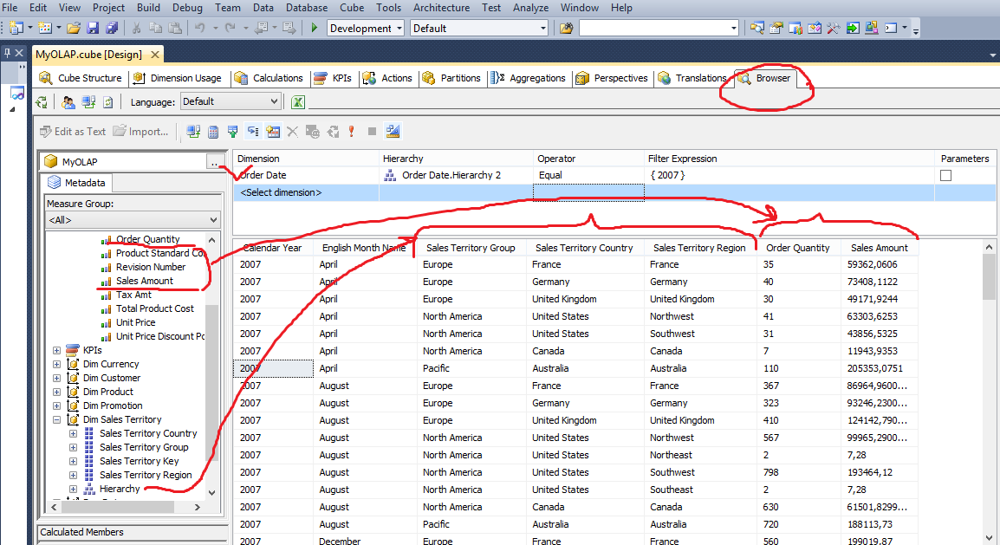 File Edit View Project Build Debug Team Data Database Cube Tools Architecture Test Analyze Window Help
Development Default
MyOLAP.cube [Design]
Cube Structure Dimension Usage Calculations KPIs Actions Partitions Aggregations Perspectives Translations Browser
Language: Default
Edit as Text Import...
MyOLAP ..
Metadata
Measure Group:
<All>
Order Quantity
Product Standard Co
Revision Number
Sales Amount
Tax Amt
Total Product Cost
Unit Price
Unit Price Discount Pc
KPIs
Dim Currency
Dim Customer
Dim Product
Dim Promotion
Dim Sales Territory
Sales Territory Country
Sales Territory Group
Sales Territory Key
Sales Territory Region
Hierarchy
Calculated Members
Dimension Hierarchy Operator Filter Expression Parameters
Order Date Order Date.Hierarchy 2 Equal { 2007 }
<Select dimension>
Calendar Year English Month Name Sales Territory Group Sales Territory Country Sales Territory Region Order Quantity Sales Amount
2007 April Europe France France 35 59362,0606
2007 April Europe Germany Germany 40 73408,1122
2007 April Europe United Kingdom United Kingdom 30 49171,9244
2007 April North America United States Northwest 41 63303,6253
2007 April North America United States Southwest 31 43856,5325
2007 April North America Canada Canada 7 11943,9353
2007 April Pacific Australia Australia 110 205353,0751
2007 August Europe France France 367 86964,9600...
2007 August Europe Germany Germany 323 93246,2300...
2007 August Europe United Kingdom United Kingdom 410 124142,790...
2007 August North America United States Northwest 567 99965,2900...
2007 August North America United States Northeast 2 7,28
2007 August North America United States Southwest 798 193464,12
2007 August North America United States Southeast 2 7,28
2007 August North America Canada Canada 630 61501,8299...
2007 August Pacific Australia Australia 720 188113,73
2007 December Europe France France 560 199019,87